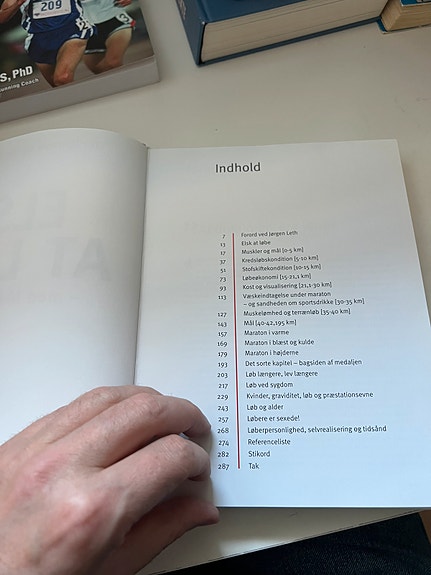 209
S, PhD
unning Coach
Indhold
7 Forord ved Jørgen Leth
13 Elsk at løbe
17 Muskler og mål (0-5 km)
37 Kredsløbskondition (5-10 km)
51 Stofskiftekondition (10-15 km)
73 Løbeøkonomi (15-21,1 km)
93 Kost og visualisering (21,1-30 km)
113 Væskeindtagelse under maraton
– og sandheden om sportsdrikke (30-35 km)
127 Muskelømhed og terrænløb (35-40 km)
143 Mål (40-42,195 km)
157 Maraton i varme
169 Maraton i blæst og kulde
179 Maraton i højderne
193 Det sorte kapitel – bagsiden af medaljen
203 Løb længere, lev længere
217 Løb ved sygdom
229 Kvinder, graviditet, løb og præstationsevne
243 Løb og alder
257 Løbere er sexede!
268 Løberpersonlighed, selvrealisering og tidsånd
274 Referenceliste
282 Stikord
287 Tak